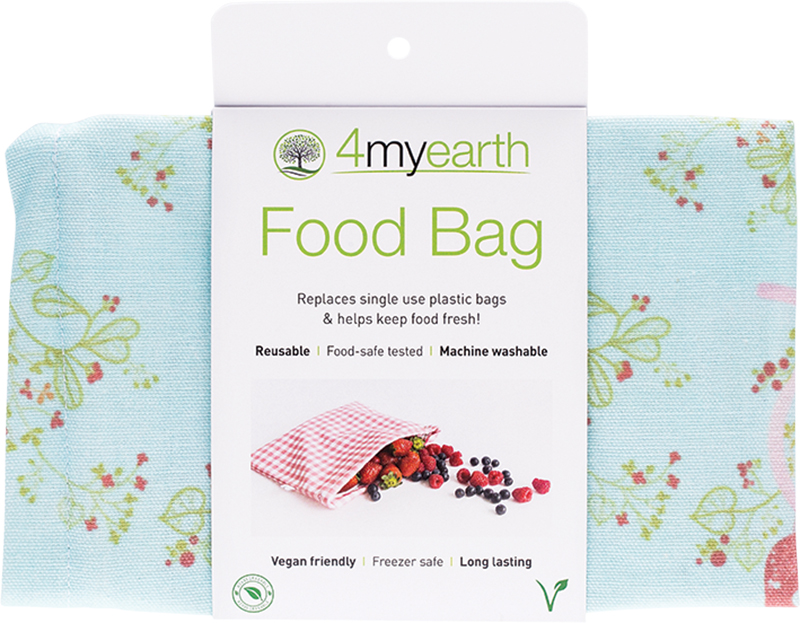 4myearth
Food Bag
Replaces single use plastic bags
& helps keep food fresh!
Reusable | Food-safe tested | Machine washable
Vegan friendly | Freezer safe | Long lasting